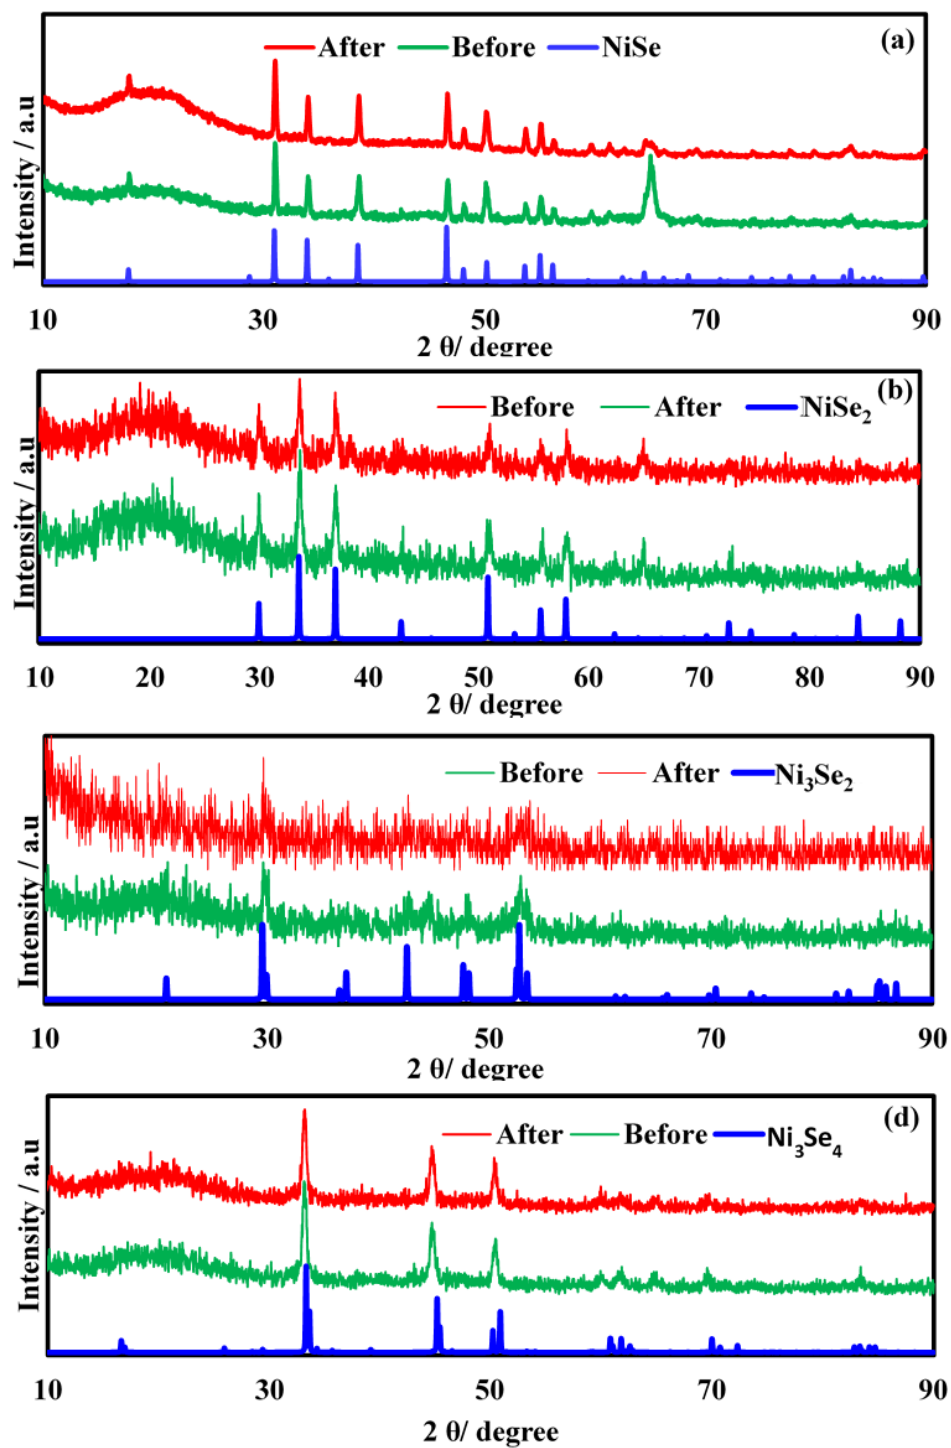 (a)
After Before NiSe
Intensity / a.u
10 30 50 70 90
2 θ/ degree
(b)
Before After NiSe₂
Intensity / a.u
Intensity / a.u
10 20 30 40 50 60 70 80 90
2 θ/ degree
Before After Ni₃Se₂
Intensity / a.u
10 30 50 70 90
2 θ/ degree
(d)
After Before Ni₃Se₄
Intensity / a.u
10 30 50 70 90
2 θ/ degree